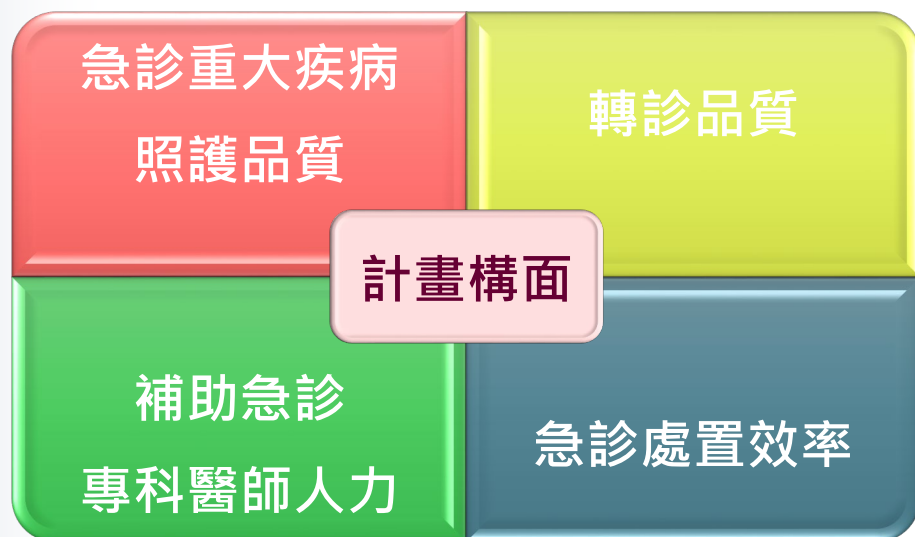 急診重大疾病
照護品質
轉診品質
計畫構面
補助急診
專科醫師人力
急診處置效率